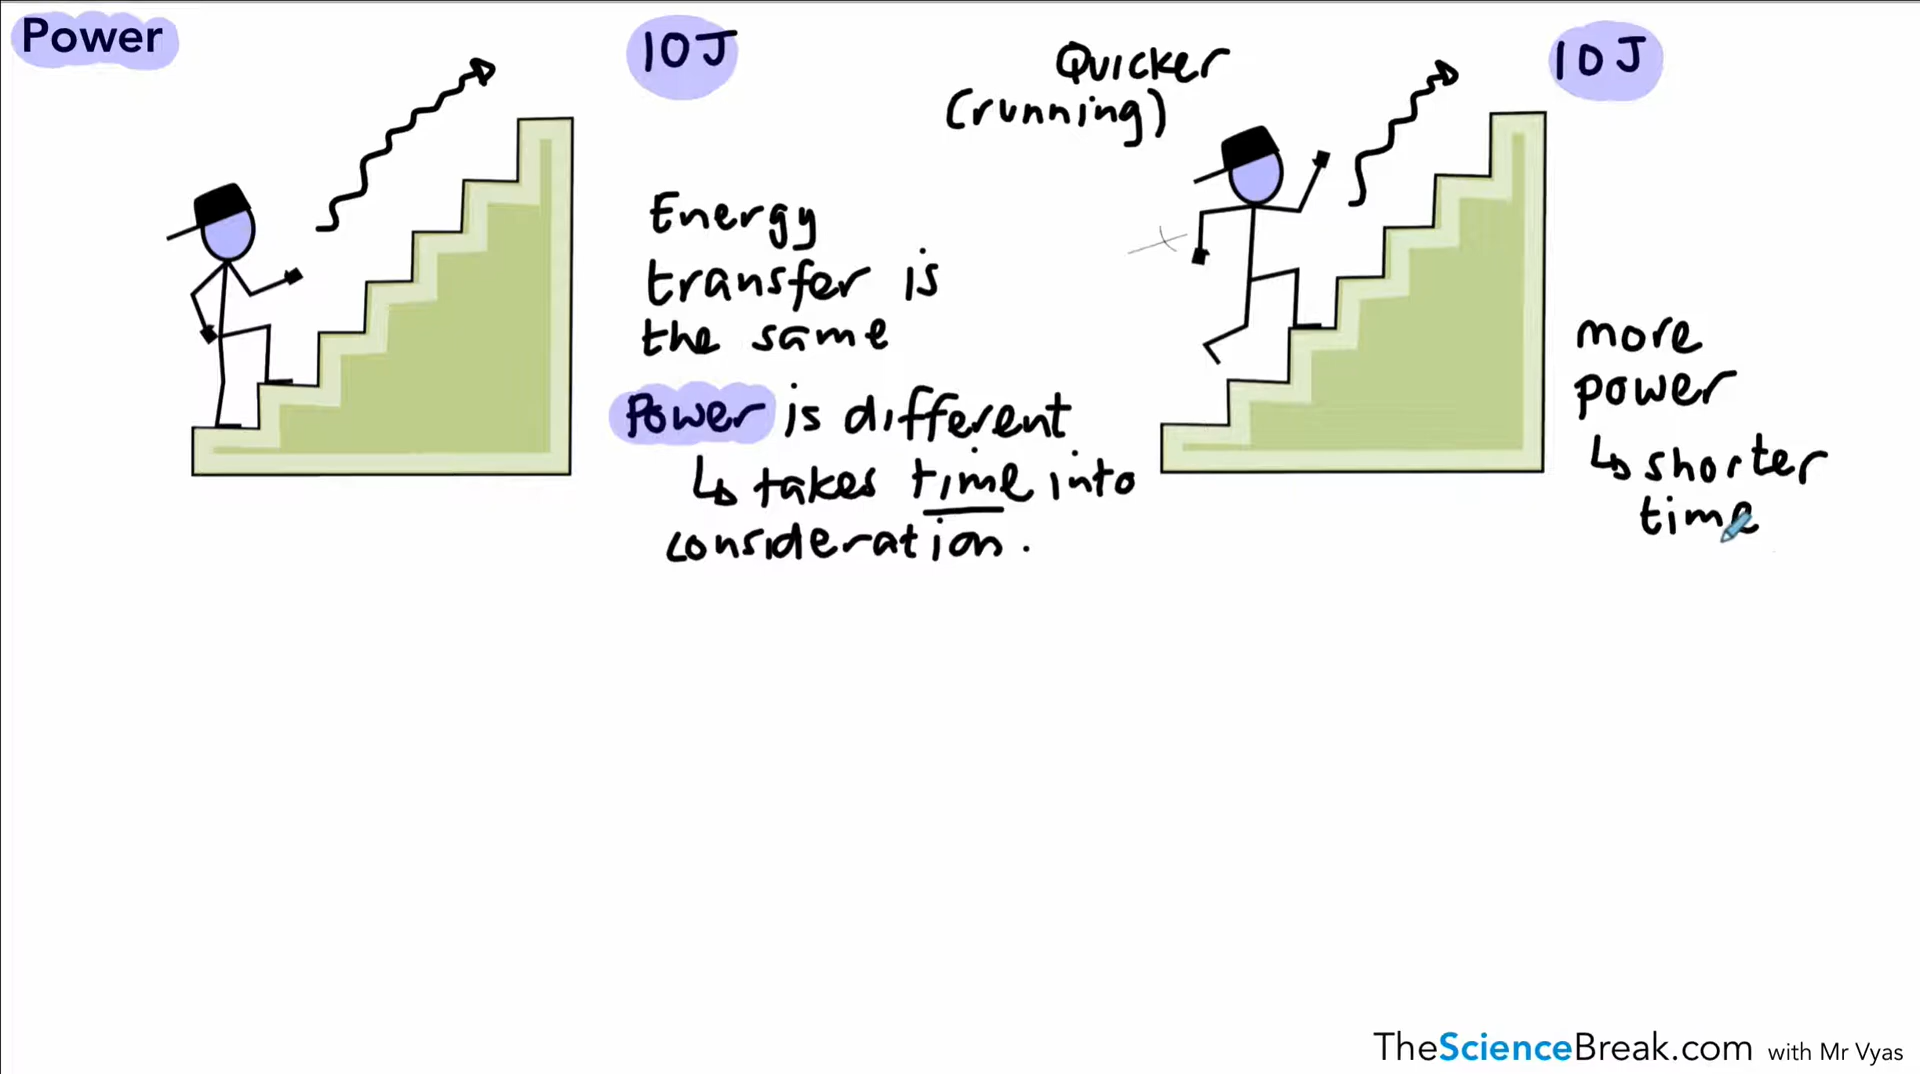 Power
10J
Energy
transfer is
the same
Power is different
↳ takes time into
consideration.
Quicker
(running)
10J
more
power
↳ shorter
time
TheScienceBreak.com with Mr Vyas